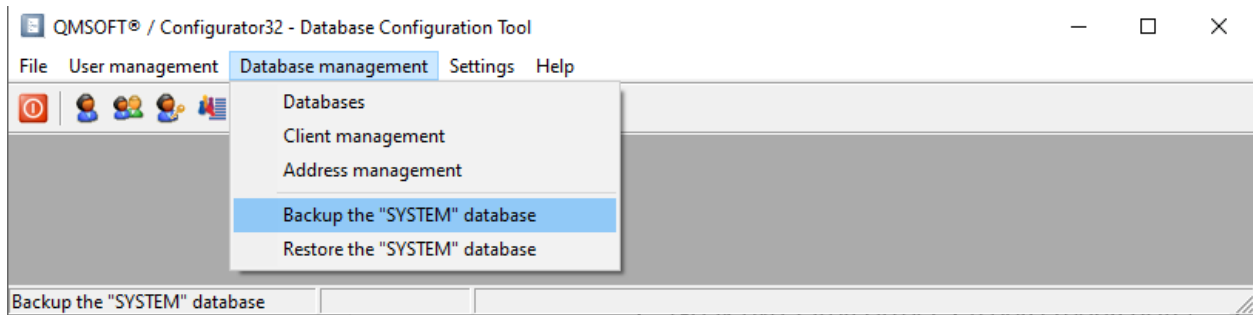 QMSOFT® / Configurator32 - Database Configuration Tool
File User management Database management Settings Help
Databases
Client management
Address management
Backup the "SYSTEM" database
Restore the "SYSTEM" database
Backup the "SYSTEM" database